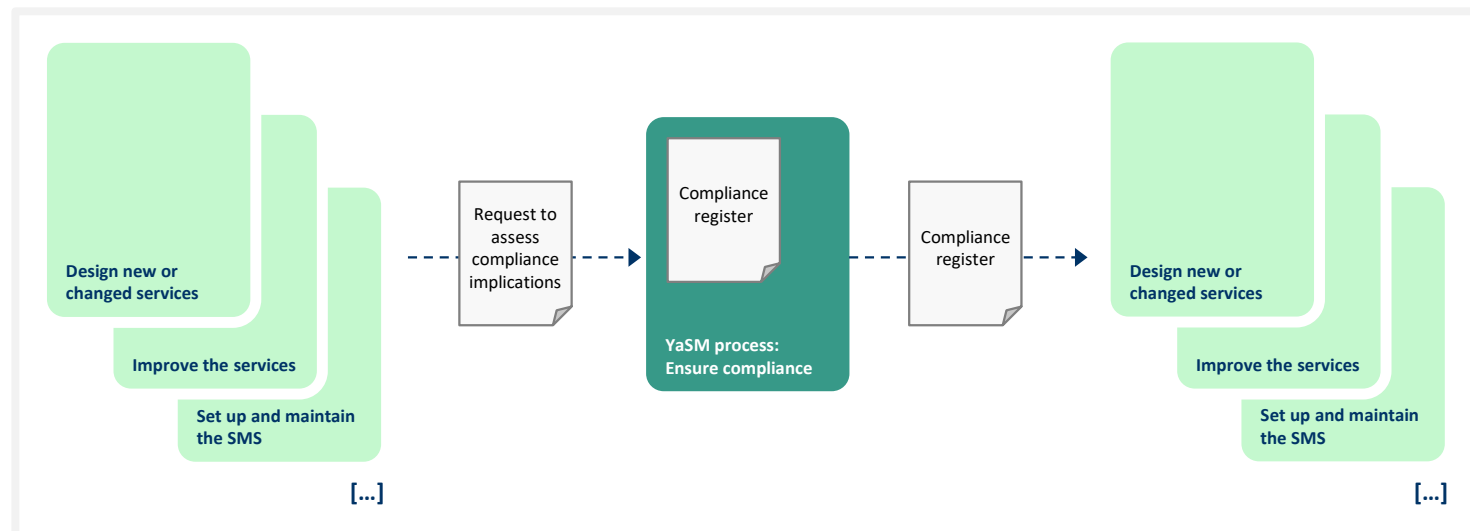 Design new or
changed services
Improve the services
Set up and maintain
the SMS
[...]
Request to
assess
compliance
implications
Compliance
register
YaSM process:
Ensure compliance
Compliance
register
Design new or
changed services
Improve the services
Set up and maintain
the SMS
[...]